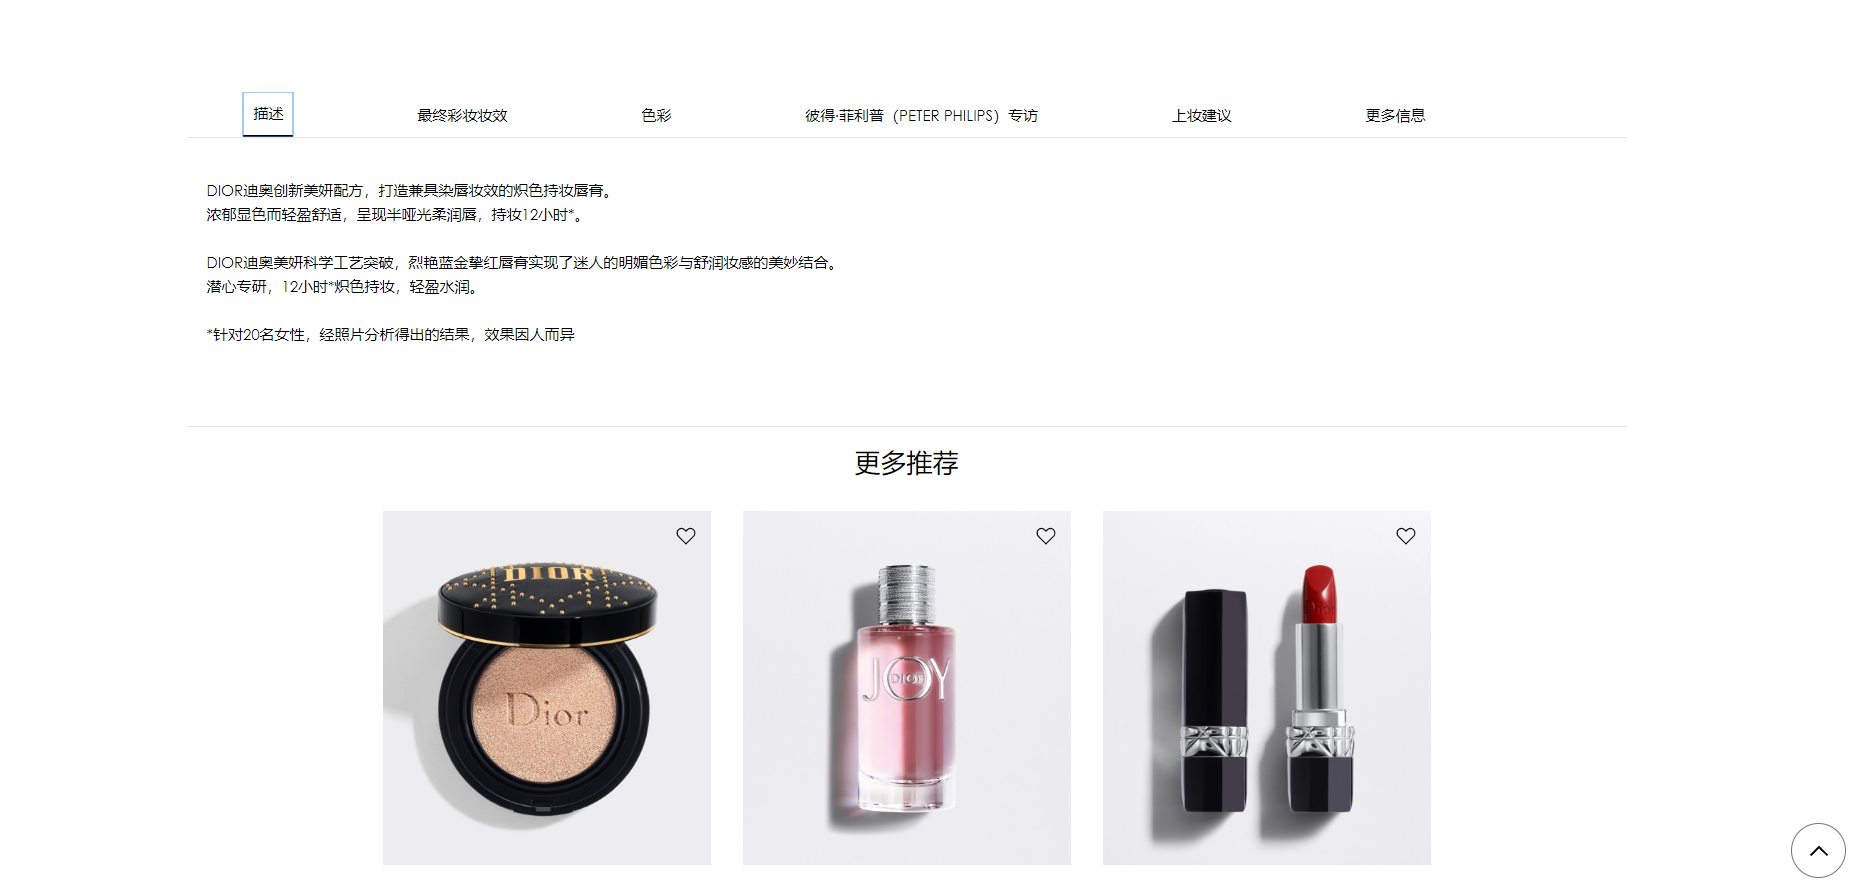 描述
最终彩妆妆效
色彩
彼得·菲利普（PETER PHILIPS）专访
上妆建议
更多信息
DIOR迪奥创新美妍配方，打造兼具染唇妆效的炽色持妆唇膏。
浓郁显色而轻盈舒适，呈现半哑光柔润唇，持妆12小时*。
DIOR迪奥美妍科学工艺突破，烈艳蓝金挚红唇膏实现了迷人的明媚色彩与舒润妆感的美妙结合。
潜心专研，12小时*炽色持妆，轻盈水润。
*针对20名女性，经照片分析得出的结果，效果因人而异
更多推荐
DIOR
Dior
JOY
DIOR
Dior